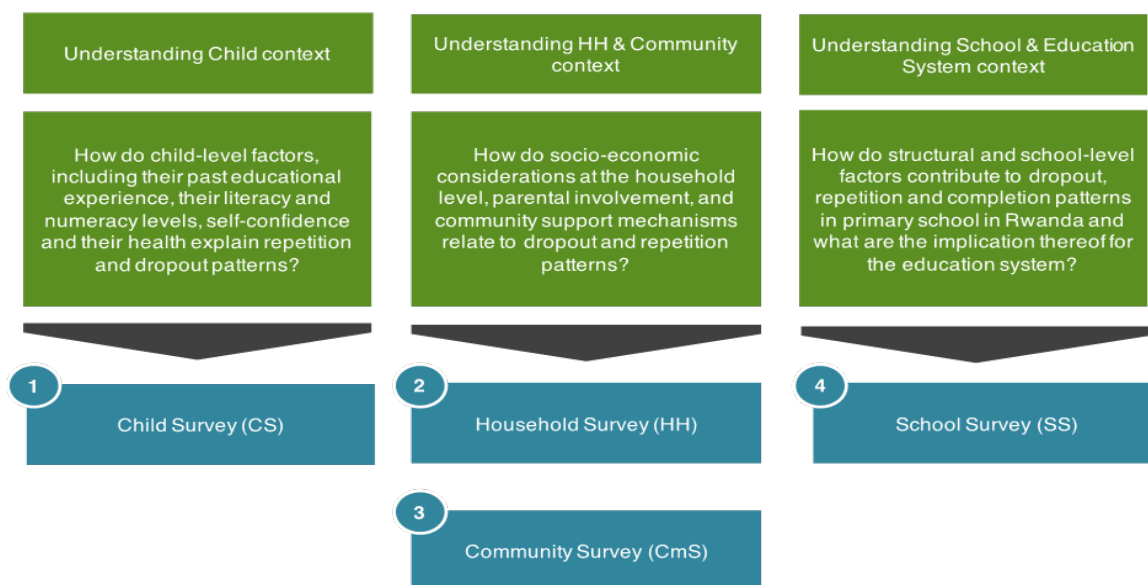 Understanding Child context
Understanding HH & Community
context
Understanding School & Education
System context
How do child-level factors,
including their past educational
experience, their literacy and
numeracy levels, self-confidence
and their health explain repetition
and dropout patterns?
How do socio-economic
considerations at the household
level, parental involvement, and
community support mechanisms
relate to dropout and repetition
patterns?
How do structural and school-level
factors contribute to dropout,
repetition and completion patterns
in primary school in Rwanda and
what are the implication thereof for
the education system?
1
Child Survey (CS)
2
Household Survey (HH)
4
School Survey (SS)
3
Community Survey (CmS)